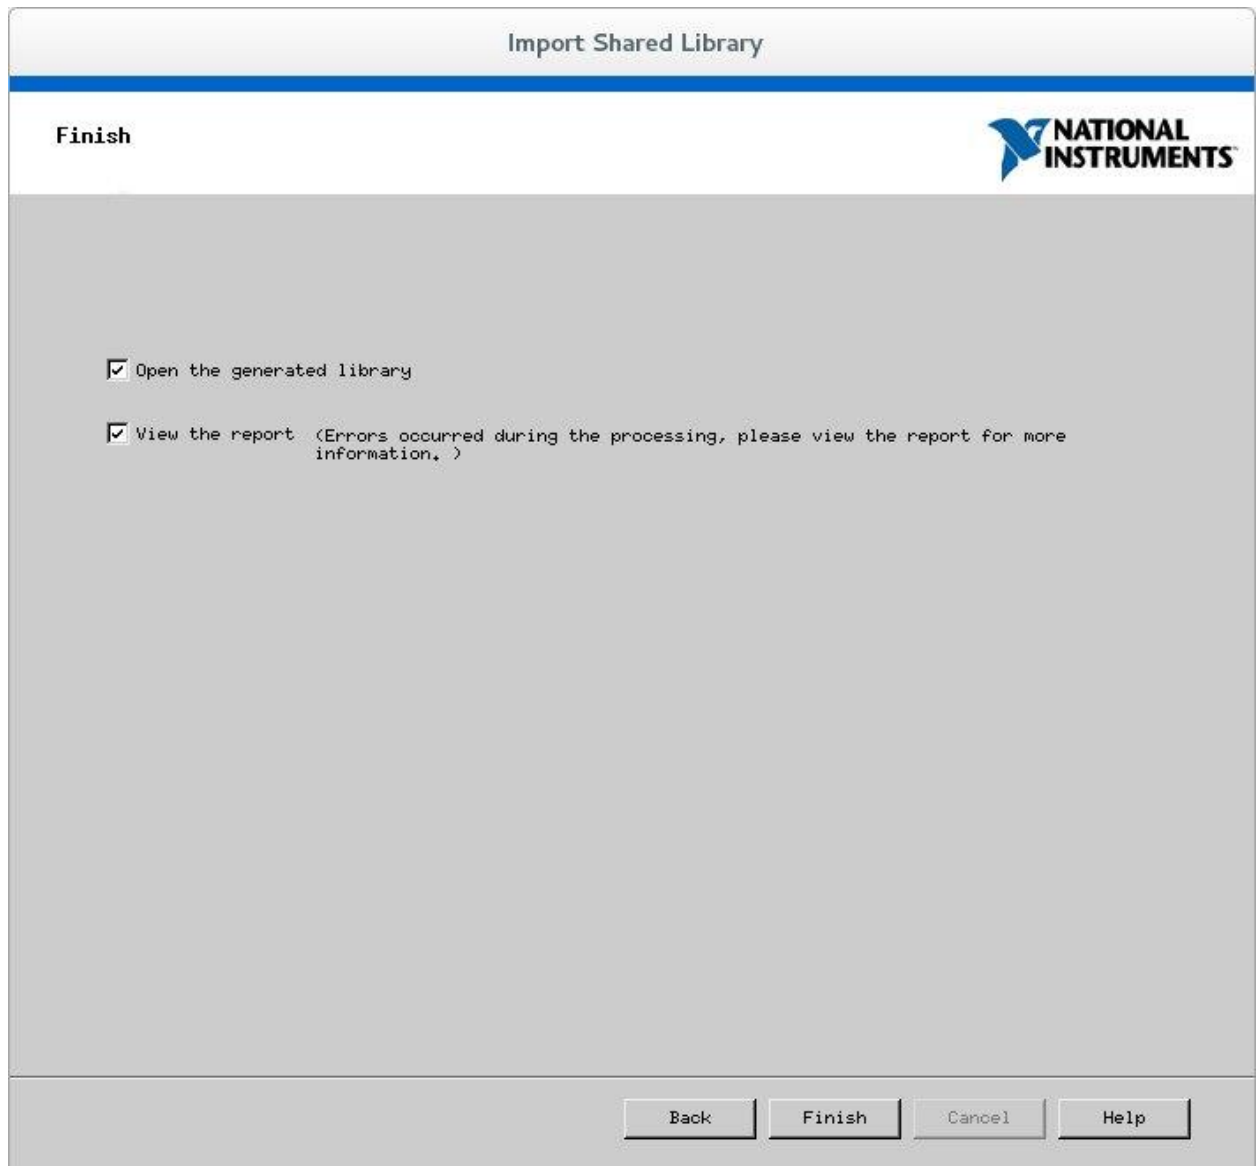 Import Shared Library
Finish
NATIONAL
INSTRUMENTS™
Open the generated library
View the report (Errors occurred during the processing, please view the report for more
information. )
Back Finish Cancel Help